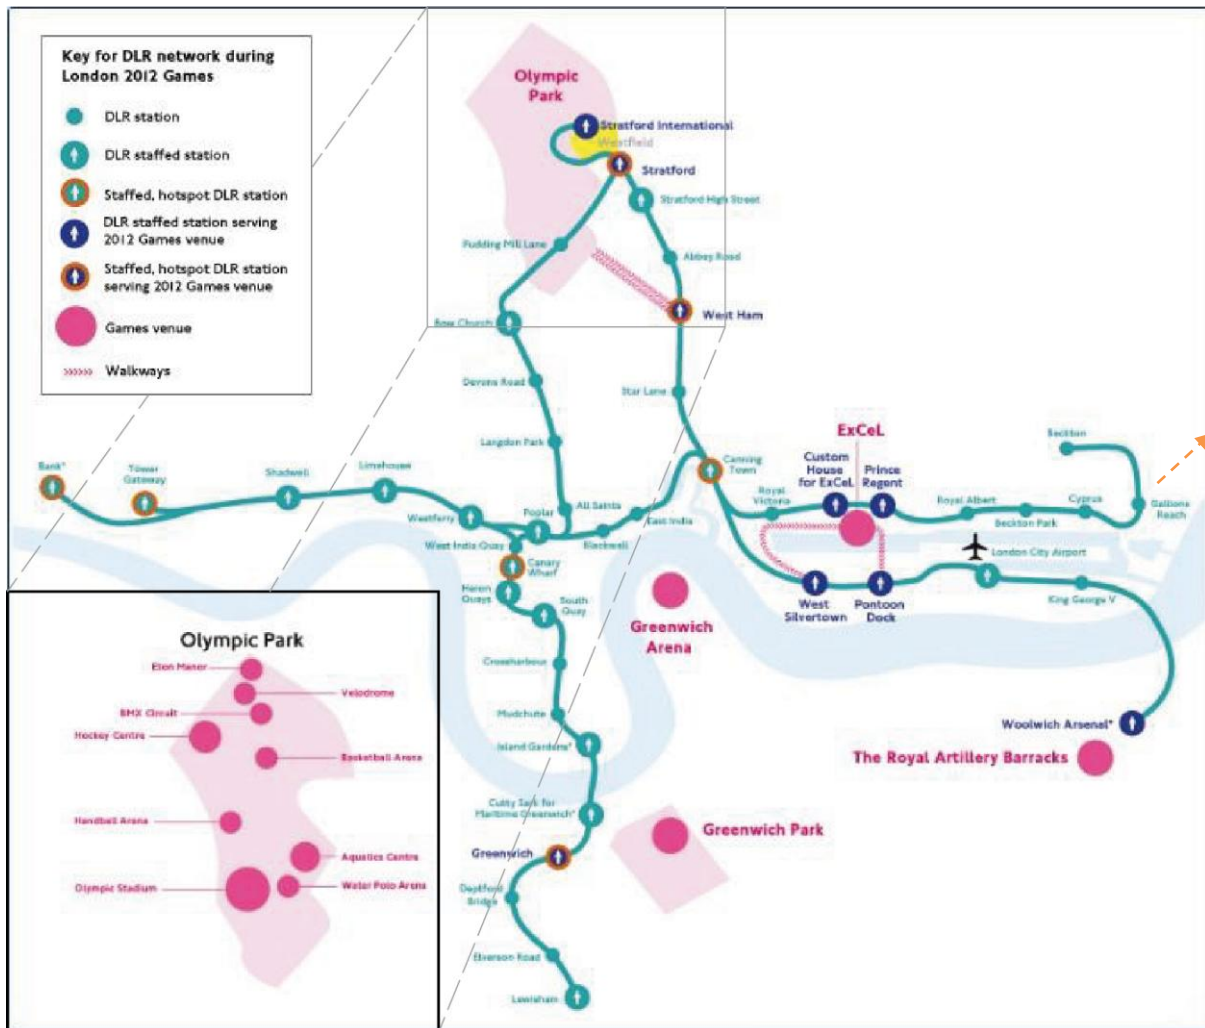 Key for DLR network during
London 2012 Games
DLR station
DLR staffed station
Staffed, hotspot DLR station
DLR staffed station serving
2012 Games venue
Staffed, hotspot DLR station
serving 2012 Games venue
Games venue
Walkways
Olympic
Park
Stratford International
Westfield
Stratford
Stratford High Street
Pudding Mill Lane
Abbey Road
West Ham
Bow Church
Devons Road
Star Lane
Langdon Park
ExCeL
Beckton
Bank*
Tower
Gateway
Shadwell
Limehouse
Canning
Town
Custom
House
for ExCeL
Prince
Regent
Royal
Victoria
Royal Albert
Beckton Park
Cyprus
Gallions
Reach
Westferry
Poplar
All Saints
East India
West India Quay
Blackwall
London City Airport
Canary
Wharf
Heron
Quays
South
Quay
West
Silvertown
Pontoon
Dock
King George V
Greenwich
Arena
Crossharbour
Mudchute
Island Gardens*
Woolwich Arsenal*
The Royal Artillery Barracks
Cutty Sark for
Maritime Greenwich*
Greenwich Park
Greenwich
Deptford
Bridge
Elverson Road
Lewisham
Olympic Park
Eton Manor
Velodrome
BMX Circuit
Hockey Centre
Basketball Arena
Handball Arena
Aquatics Centre
Olympic Stadium
Water Polo Arena